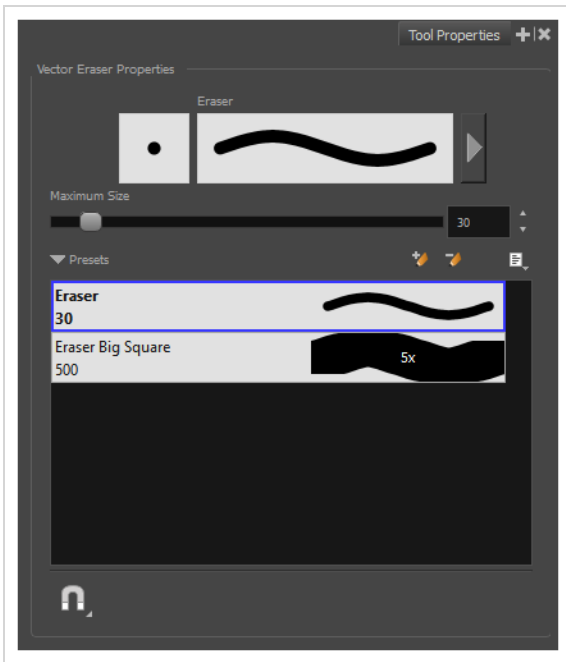 Tool Properties
Vector Eraser Properties
Eraser
Maximum Size
30
Presets
Eraser
30
Eraser Big Square
500
5x